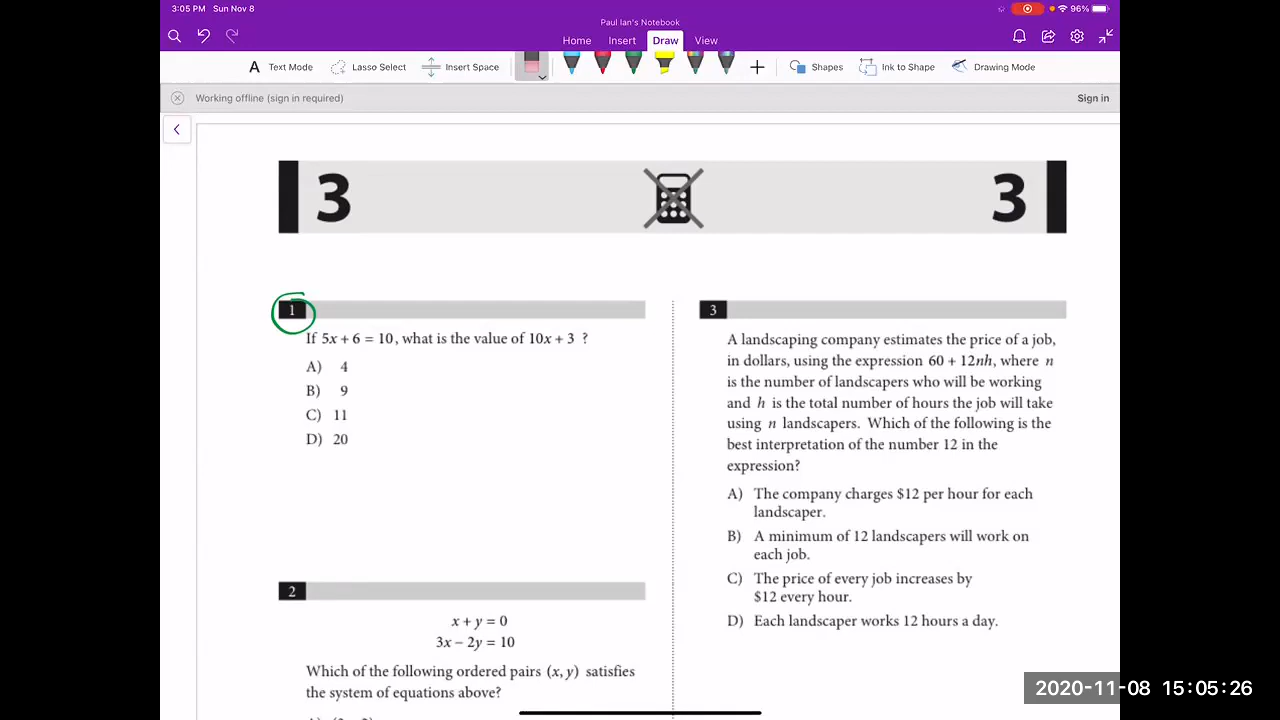 3:05 PM Sun Nov 8
96%
Paul Ian's Notebook
Home Insert Draw View
A Text Mode Lasso Select Insert Space Shapes Ink to Shape Drawing Mode
Working offline (sign in required)
Sign in
3 3
1
If 5x + 6 = 10, what is the value of 10x + 3 ?
A) 4
B) 9
C) 11
D) 20
2
x + y = 0
3x − 2y = 10
Which of the following ordered pairs (x, y) satisfies
the system of equations above?
3
A landscaping company estimates the price of a job,
in dollars, using the expression 60 + 12nh, where n
is the number of landscapers who will be working
and h is the total number of hours the job will take
using n landscapers. Which of the following is the
best interpretation of the number 12 in the
expression?
A) The company charges $12 per hour for each
landscaper.
B) A minimum of 12 landscapers will work on
each job.
C) The price of every job increases by
$12 every hour.
D) Each landscaper works 12 hours a day.
2020-11-08 15:05:26